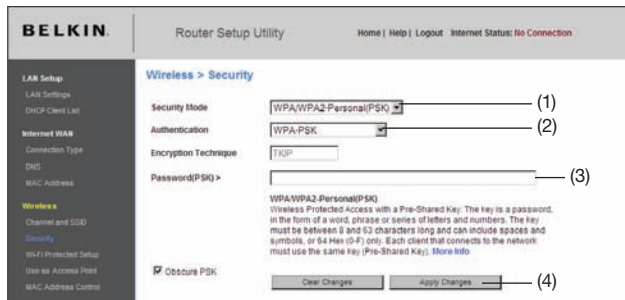 BELKIN.
Router Setup Utility
Home | Help | Logout Internet Status: No Connection
LAN Setup
LAN Settings
DHCP Client List
Internet WAN
Connection Type
DNS
MAC Address
Wireless
Channel and SSID
Security
Wi-Fi Protected Setup
Use as Access Point
MAC Address Control
Wireless > Security
Security Mode
WPA/WPA2-Personal(PSK)
(1)
Authentication
WPA-PSK
(2)
Encryption Technique
TKIP
Password(PSK) >
(3)
WPA/WPA2-Personal(PSK)
Wireless Protected Access with a Pre-Shared Key: The key is a password,
in the form of a word, phrase or series of letters and numbers. The key
must be between 8 and 63 characters long and can include spaces and
symbols, or 64 Hex (0-F) only. Each client that connects to the network
must use the same key (Pre-Shared Key). More Info
Obscure PSK
Clear Changes
Apply Changes
(4)